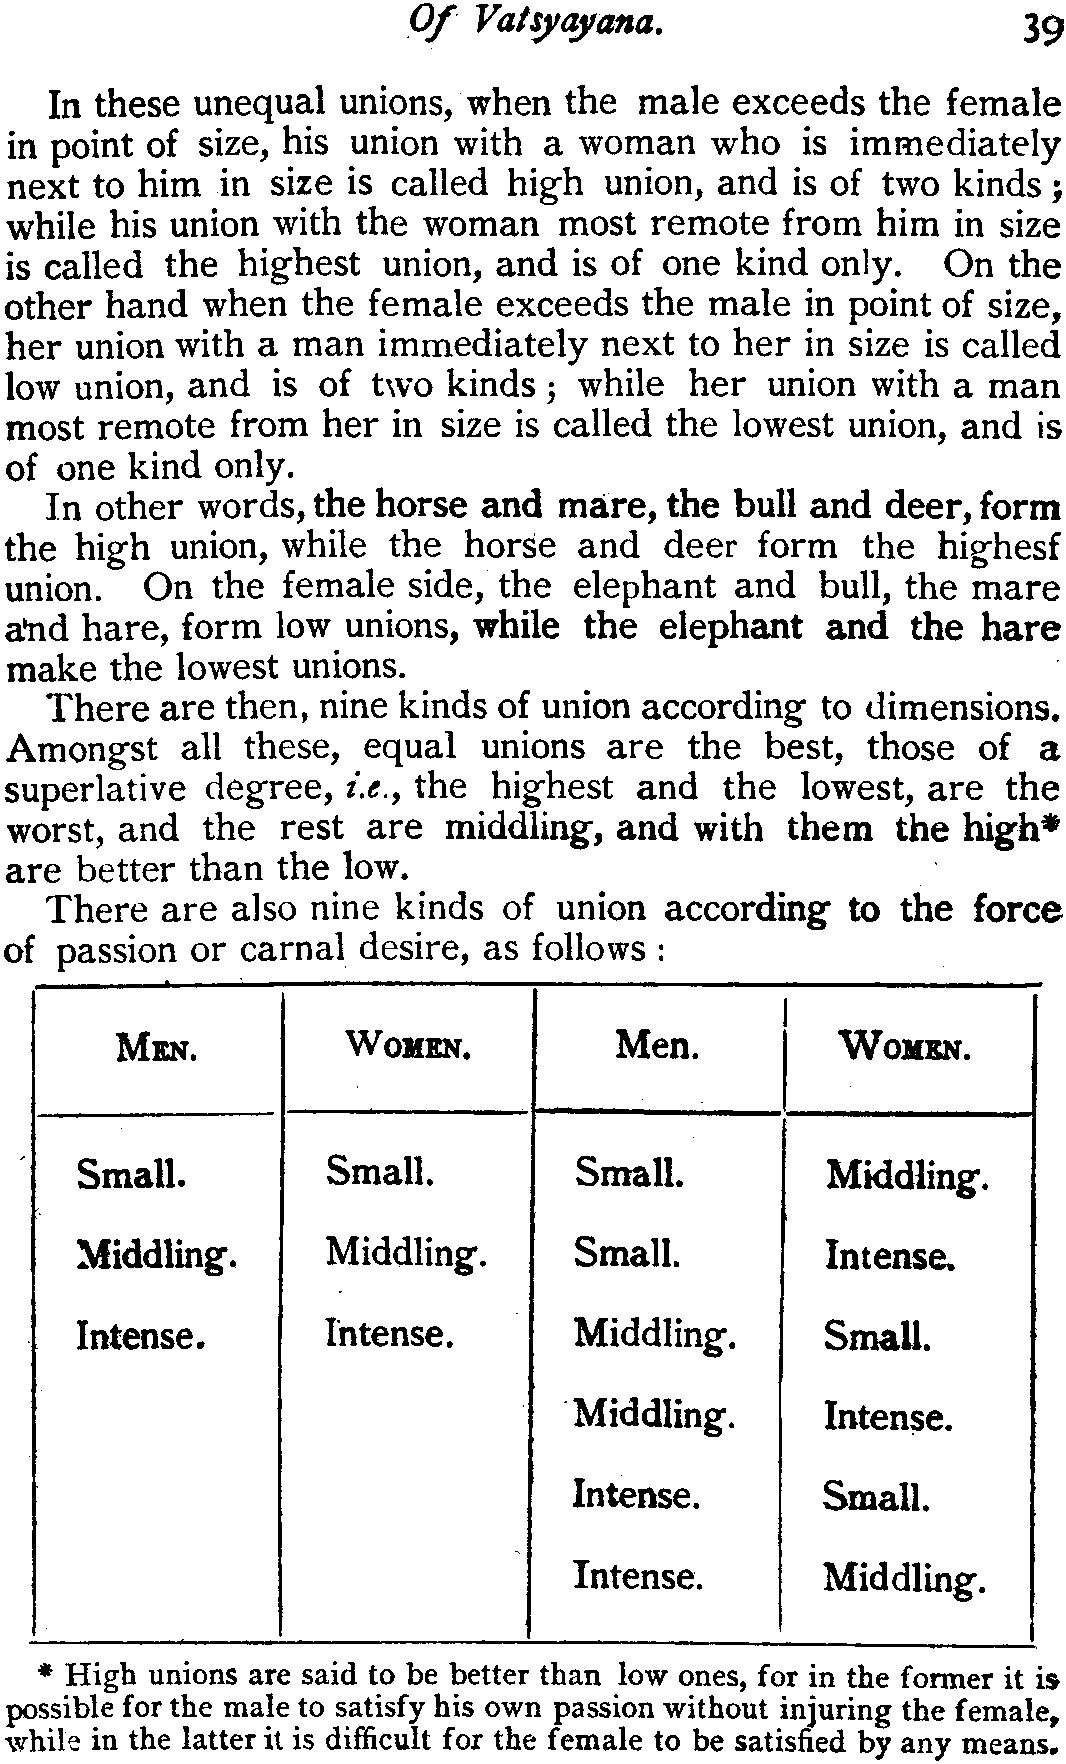 Of Vatsyayana. 39
In these unequal unions, when the male exceeds the female
in point of size, his union with a woman who is immediately
next to him in size is called high union, and is of two kinds ;
while his union with the woman most remote from him in size
is called the highest union, and is of one kind only. On the
other hand when the female exceeds the male in point of size,
her union with a man immediately next to her in size is called
low union, and is of two kinds ; while her union with a man
most remote from her in size is called the lowest union, and is
of one kind only.
In other words, the horse and mare, the bull and deer, form
the high union, while the horse and deer form the highesf
union. On the female side, the elephant and bull, the mare
and hare, form low unions, while the elephant and the hare
make the lowest unions.
There are then, nine kinds of union according to dimensions.
Amongst all these, equal unions are the best, those of a
superlative degree, i.e., the highest and the lowest, are the
worst, and the rest are middling, and with them the high*
are better than the low.
There are also nine kinds of union according to the force
of passion or carnal desire, as follows :
MEN. WOMEN. Men. WOMEN.
Small. Small. Small. Middling.
Middling. Middling. Small. Intense.
Intense. Intense. Middling. Small.
Middling. Intense.
Intense. Small.
Intense. Middling.
* High unions are said to be better than low ones, for in the former it is
possible for the male to satisfy his own passion without injuring the female,
while in the latter it is difficult for the female to be satisfied by any means.